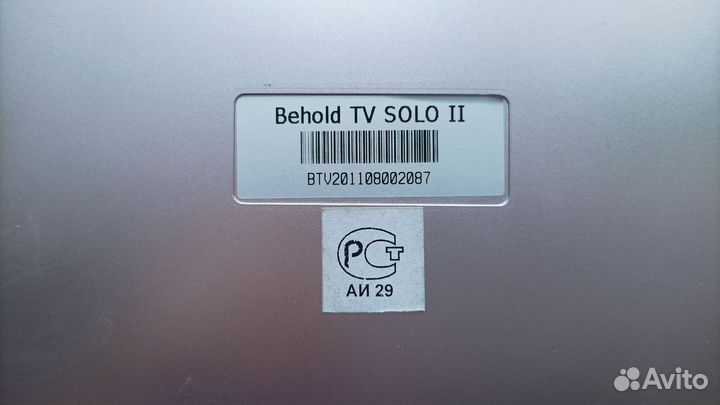 Behold TV SOLO II
BTV201108002087
РСТ
АИ 29
Avito